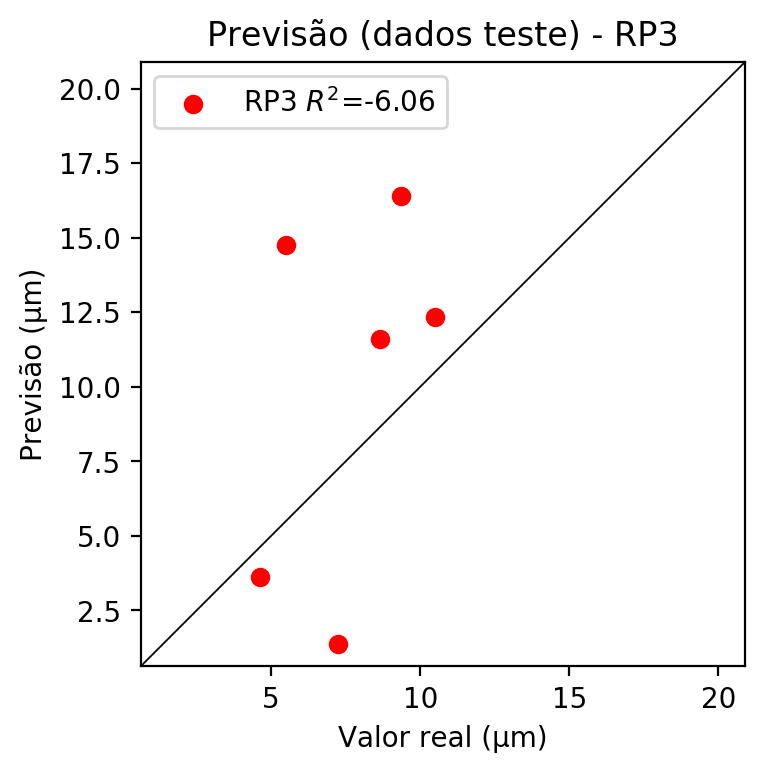 Previsão (dados teste) - RP3
RP3 R²=-6.06
20.0
17.5
15.0
12.5
10.0
7.5
5.0
2.5
Previsão (μm)
5 10 15 20
Valor real (μm)